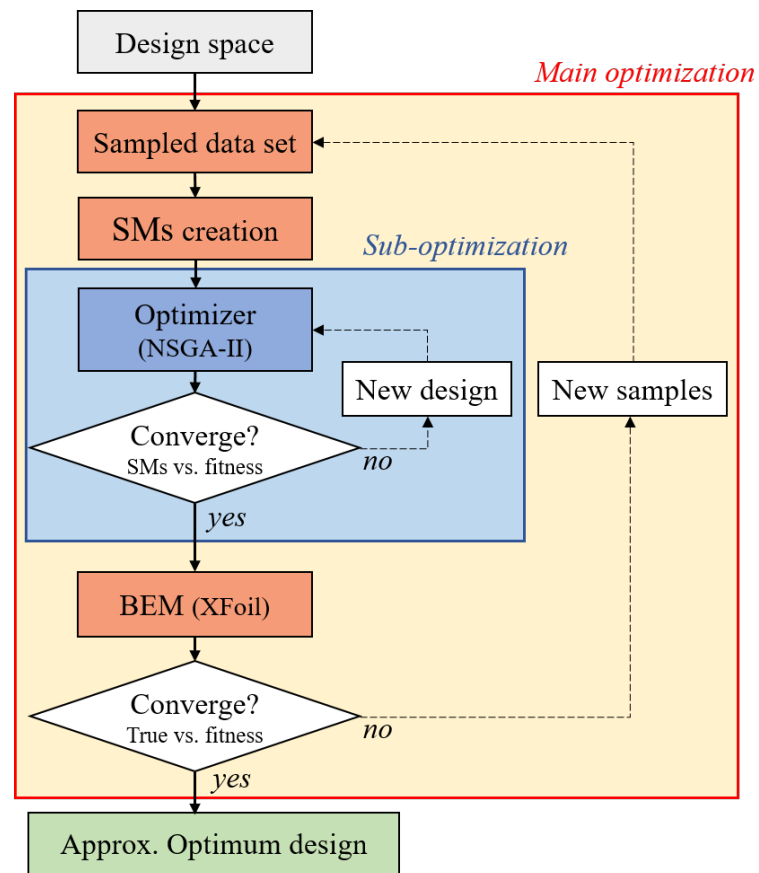 Design space
Main optimization
Sampled data set
SMs creation
Sub-optimization
Optimizer
(NSGA-II)
New design
New samples
Converge?
SMs vs. fitness
no
yes
BEM (XFoil)
Converge?
True vs. fitness
no
yes
Approx. Optimum design